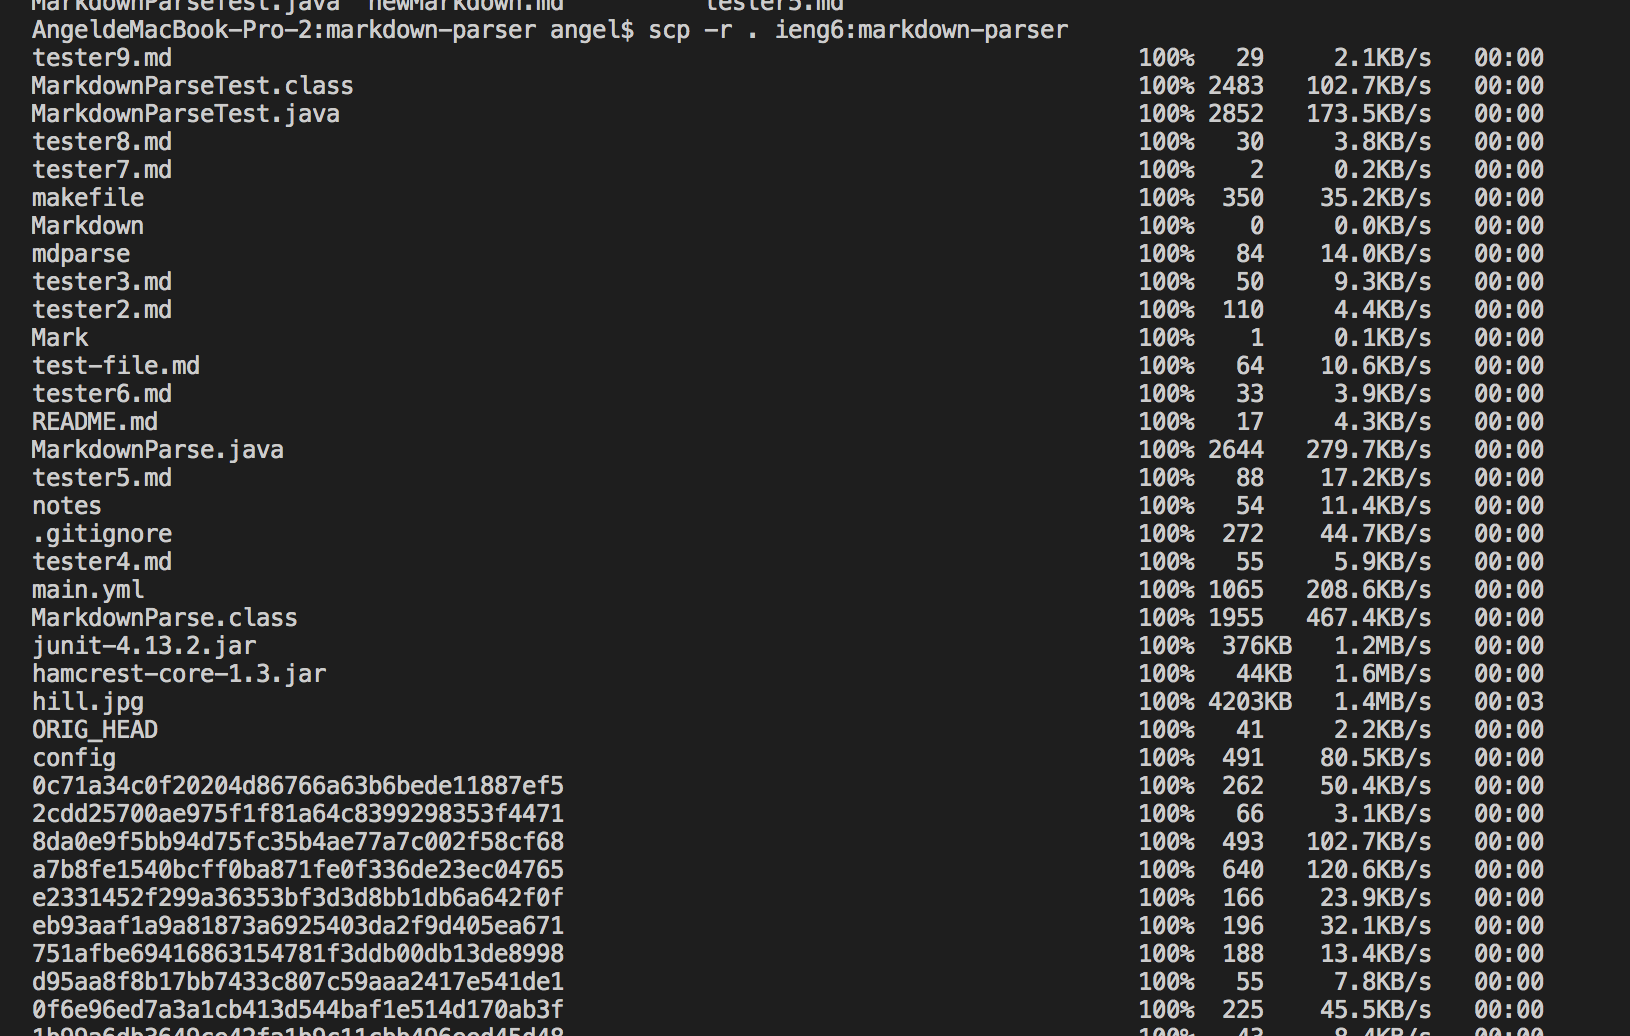 MarkdownParseTest.java newMarkdown.md tester5.md
AngeldeMacBook-Pro-2:markdown-parser angel$ scp -r . ieng6:markdown-parser
tester9.md 100% 29 2.1KB/s 00:00
MarkdownParseTest.class 100% 2483 102.7KB/s 00:00
MarkdownParseTest.java 100% 2852 173.5KB/s 00:00
tester8.md 100% 30 3.8KB/s 00:00
tester7.md 100% 2 0.2KB/s 00:00
makefile 100% 350 35.2KB/s 00:00
Markdown 100% 0 0.0KB/s 00:00
mdparse 100% 84 14.0KB/s 00:00
tester3.md 100% 50 9.3KB/s 00:00
tester2.md 100% 110 4.4KB/s 00:00
Mark 100% 1 0.1KB/s 00:00
test-file.md 100% 64 10.6KB/s 00:00
tester6.md 100% 33 3.9KB/s 00:00
README.md 100% 17 4.3KB/s 00:00
MarkdownParse.java 100% 2644 279.7KB/s 00:00
tester5.md 100% 88 17.2KB/s 00:00
notes 100% 54 11.4KB/s 00:00
.gitignore 100% 272 44.7KB/s 00:00
tester4.md 100% 55 5.9KB/s 00:00
main.yml 100% 1065 208.6KB/s 00:00
MarkdownParse.class 100% 1955 467.4KB/s 00:00
junit-4.13.2.jar 100% 376KB 1.2MB/s 00:00
hamcrest-core-1.3.jar 100% 44KB 1.6MB/s 00:00
hill.jpg 100% 4203KB 1.4MB/s 00:03
ORIG_HEAD 100% 41 2.2KB/s 00:00
config 100% 491 80.5KB/s 00:00
0c71a34c0f20204d86766a63b6bede11887ef5 100% 262 50.4KB/s 00:00
2cdd25700ae975f1f81a64c8399298353f4471 100% 66 3.1KB/s 00:00
8da0e9f5bb94d75fc35b4ae77a7c002f58cf68 100% 493 102.7KB/s 00:00
a7b8fe1540bcff0ba871fe0f336de23ec04765 100% 640 120.6KB/s 00:00
e2331452f299a36353bf3d3d8bb1db6a642f0f 100% 166 23.9KB/s 00:00
eb93aaf1a9a81873a6925403da2f9d405ea671 100% 196 32.1KB/s 00:00
751afbe69416863154781f3ddb00db13de8998 100% 188 13.4KB/s 00:00
d95aa8f8b17bb7433c807c59aaa2417e541de1 100% 55 7.8KB/s 00:00
0f6e96ed7a3a1cb413d544baf1e514d170ab3f 100% 225 45.5KB/s 00:00
100% 43 8.4KB/s 00:00